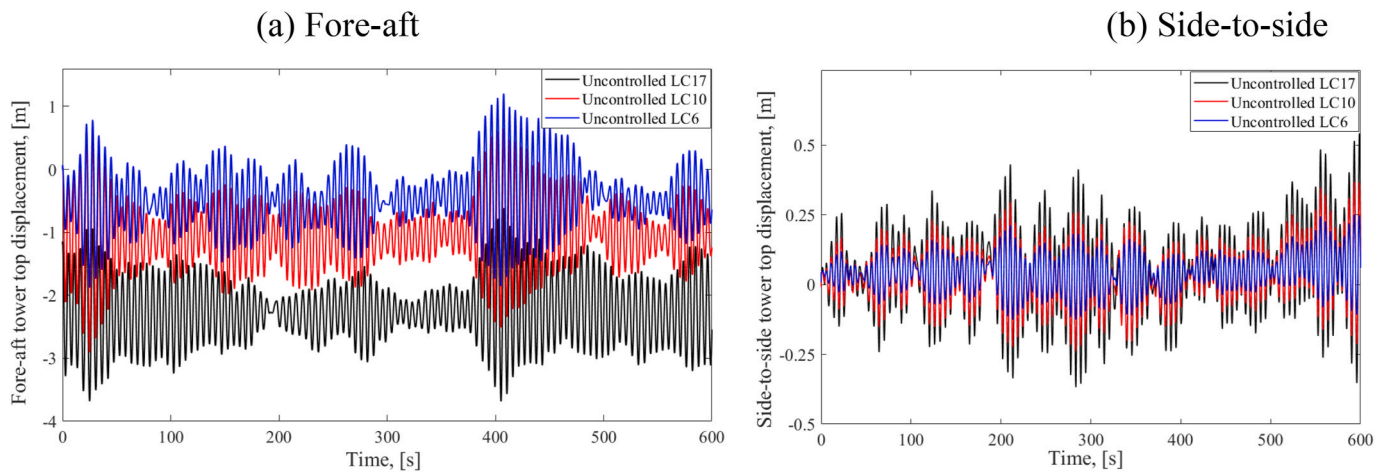 (a) Fore-aft
(b) Side-to-side
Fore-aft tower top displacement, [m]
1
0
-1
-2
-3
-4
Uncontrolled LC17
Uncontrolled LC10
Uncontrolled LC6
0 100 200 300 400 500 600
Time, [s]
Side-to-side tower top displacement, [m]
0.5
0.25
0
-0.25
-0.5
Uncontrolled LC17
Uncontrolled LC10
Uncontrolled LC6
0 100 200 300 400 500 600
Time, [s]